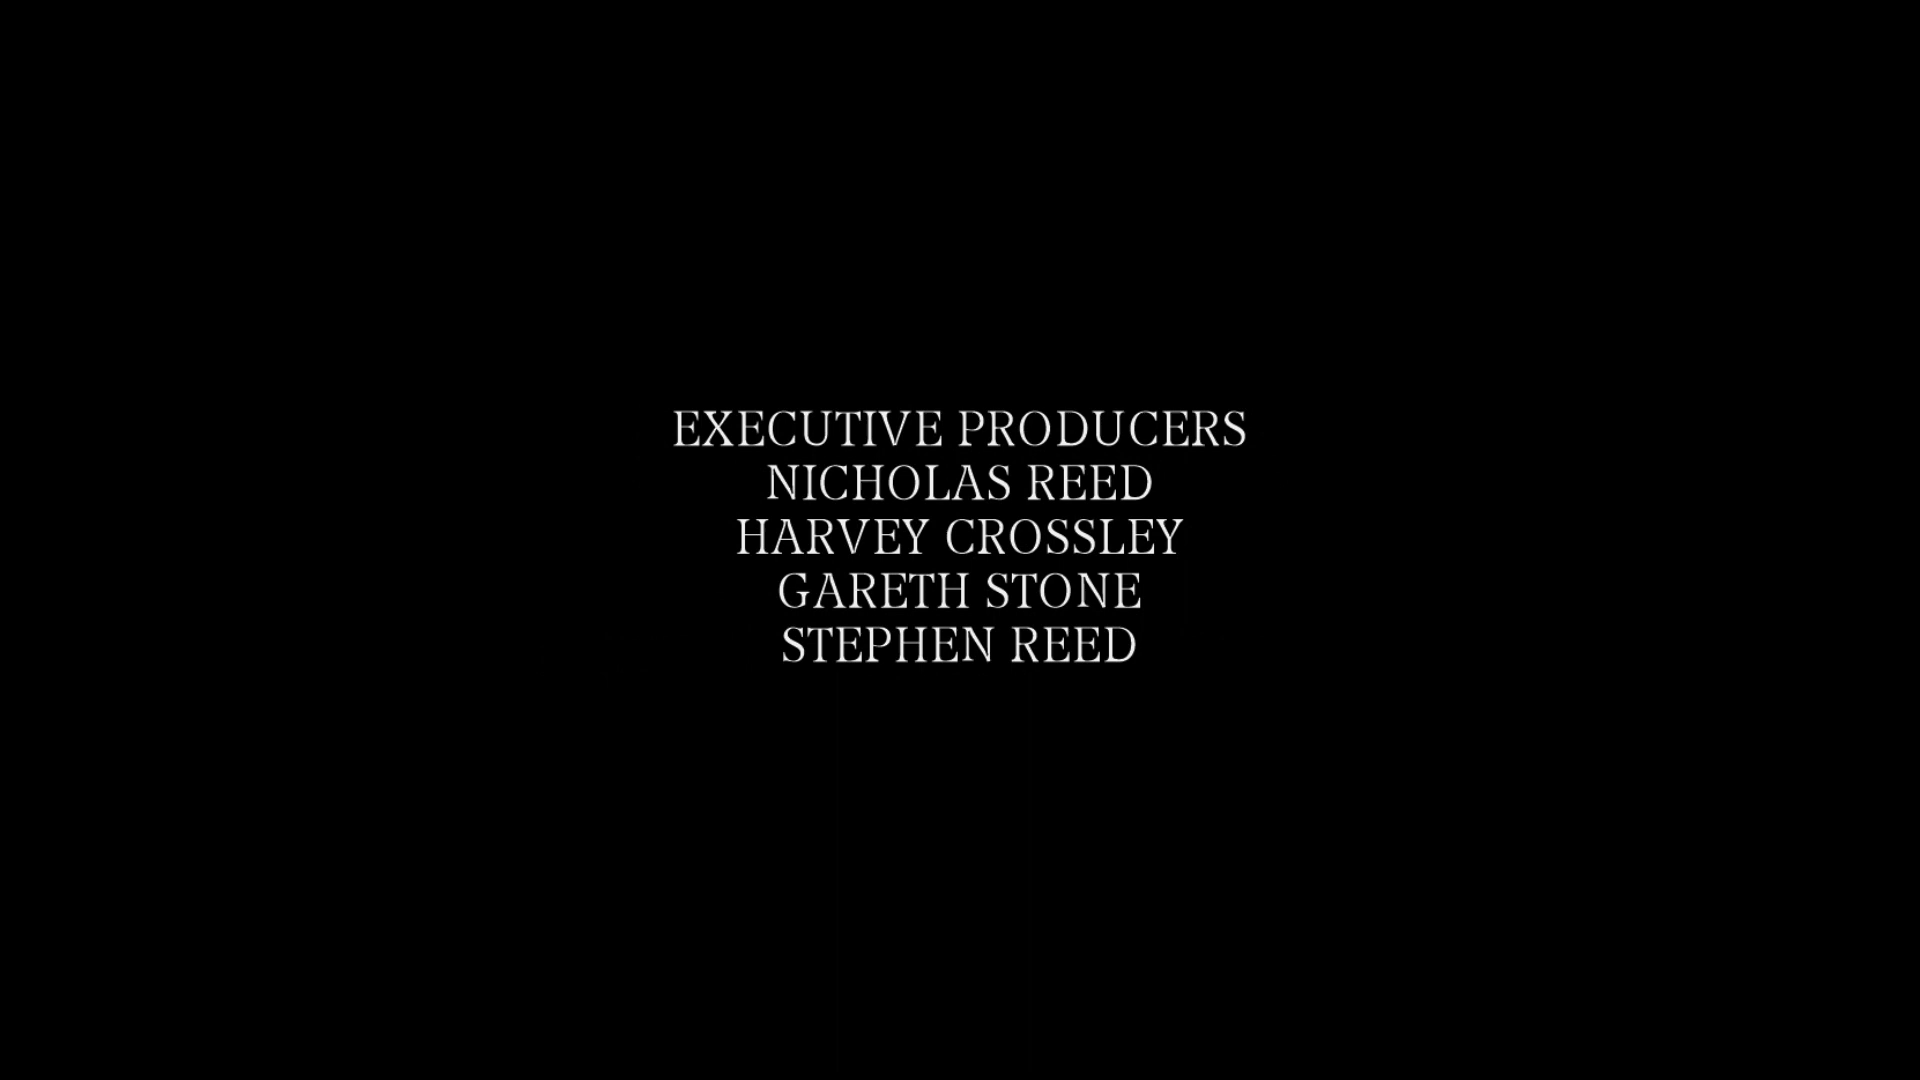 EXECUTIVE PRODUCERS
NICHOLAS REED
HARVEY CROSSLEY
GARETH STONE
STEPHEN REED